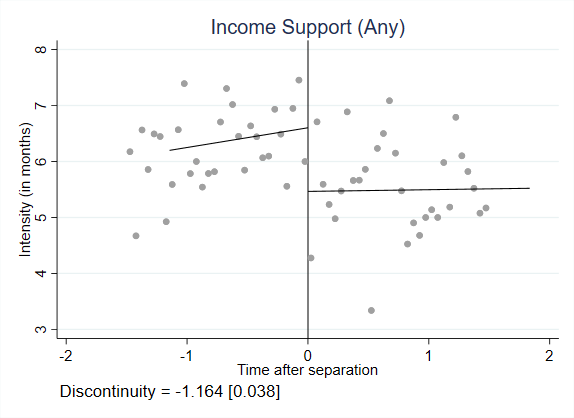 Income Support (Any)
Intensity (in months)
8
7
6
5
4
3
-2 -1 0 1 2
Time after separation
Discontinuity = -1.164 [0.038]